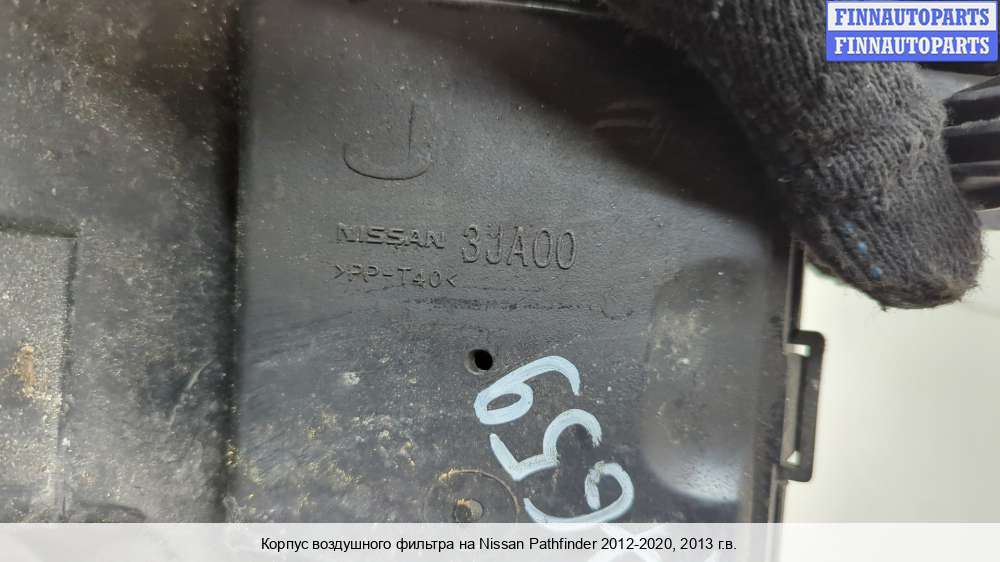 FINNAUTOPARTS
FINNAUTOPARTS
NISSAN 3JA00
>PP-T40<
659
Корпус воздушного фильтра на Nissan Pathfinder 2012-2020, 2013 г.в.